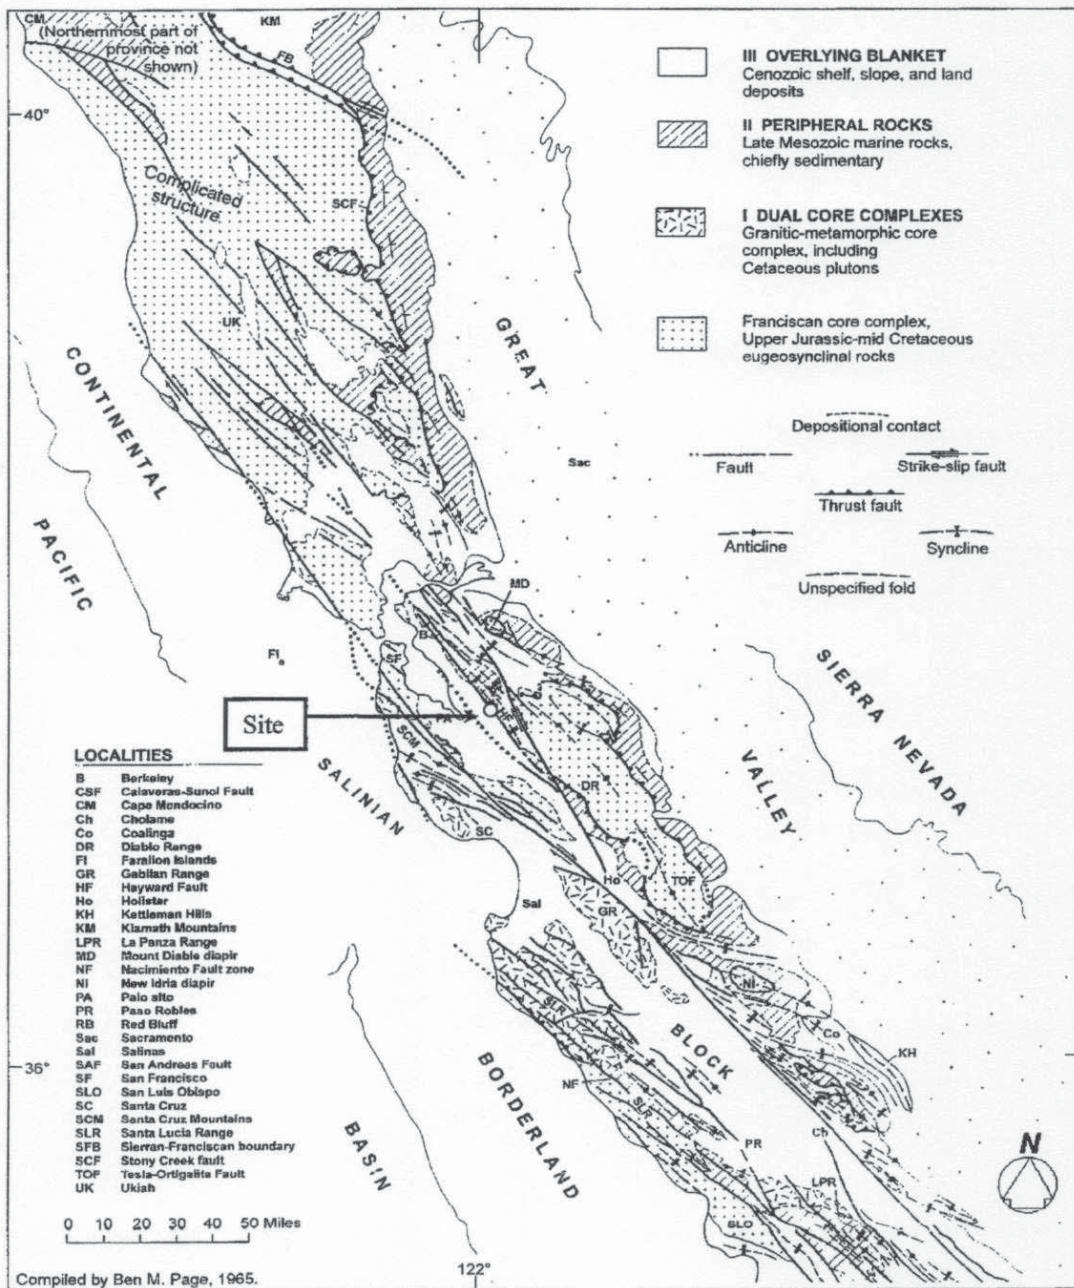 CM
(Northernmost part of
province not
shown)
KM
FB
III OVERLYING BLANKET
Cenozoic shelf, slope, and land
deposits
40°
II PERIPHERAL ROCKS
Late Mesozoic marine rocks,
chiefly sedimentary
Complicated
structure
SCF
I DUAL CORE COMPLEXES
Granitic-metamorphic core
complex, including
Cetaceous plutons
UK
GREAT
Franciscan core complex,
Upper Jurassic-mid Cretaceous
eugeosynclinal rocks
CONTINENTAL
Depositional contact
Sac
Fault
Strike-slip fault
Thrust fault
PACIFIC
Anticline
Syncline
MD
Unspecified fold
B
FI
SF
SIERRA NEVADA
HF
Site
PA
SCM
LOCALITIES
B Berkeley
CSF Calaveras-Sunol Fault
CM Cape Mendocino
Ch Cholame
Co Coalinga
DR Diablo Range
FI Farallon Islands
GR Gabilan Range
HF Hayward Fault
Ho Hollister
KH Kettleman Hills
KM Klamath Mountains
LPR La Panza Range
MD Mount Diable diapir
NF Nacimiento Fault zone
NI New Idria diapir
PA Palo alto
PR Paso Robles
RB Red Bluff
Sac Sacramento
Sal Salinas
SAF San Andreas Fault
SF San Francisco
SLO San Luis Obispo
SC Santa Cruz
SCM Santa Cruz Mountains
SLR Santa Lucia Range
SFB Sierran-Franciscan boundary
SCF Stony Creek fault
TOF Tesla-Ortigalita Fault
UK Ukiah
SALINIAN
VALLEY
DR
SC
Ho
TOF
Sal
GR
NI
SLR
BLOCK
Co
KH
36°
NF
BORDERLAND
SLR
Ch
BASIN
PR
N
LPR
SLO
0 10 20 30 40 50 Miles
Compiled by Ben M. Page, 1965.
122°